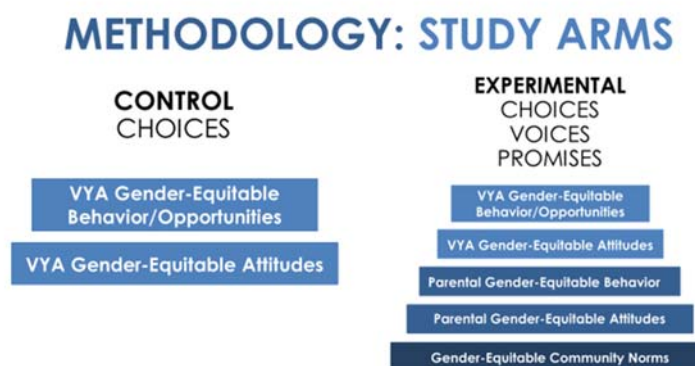 METHODOLOGY: STUDY ARMS
CONTROL
CHOICES
VYA Gender-Equitable
Behavior/Opportunities
VYA Gender-Equitable Attitudes
EXPERIMENTAL
CHOICES
VOICES
PROMISES
VYA Gender-Equitable
Behavior/Opportunities
VYA Gender-Equitable Attitudes
Parental Gender-Equitable Behavior
Parental Gender-Equitable Attitudes
Gender-Equitable Community Norms